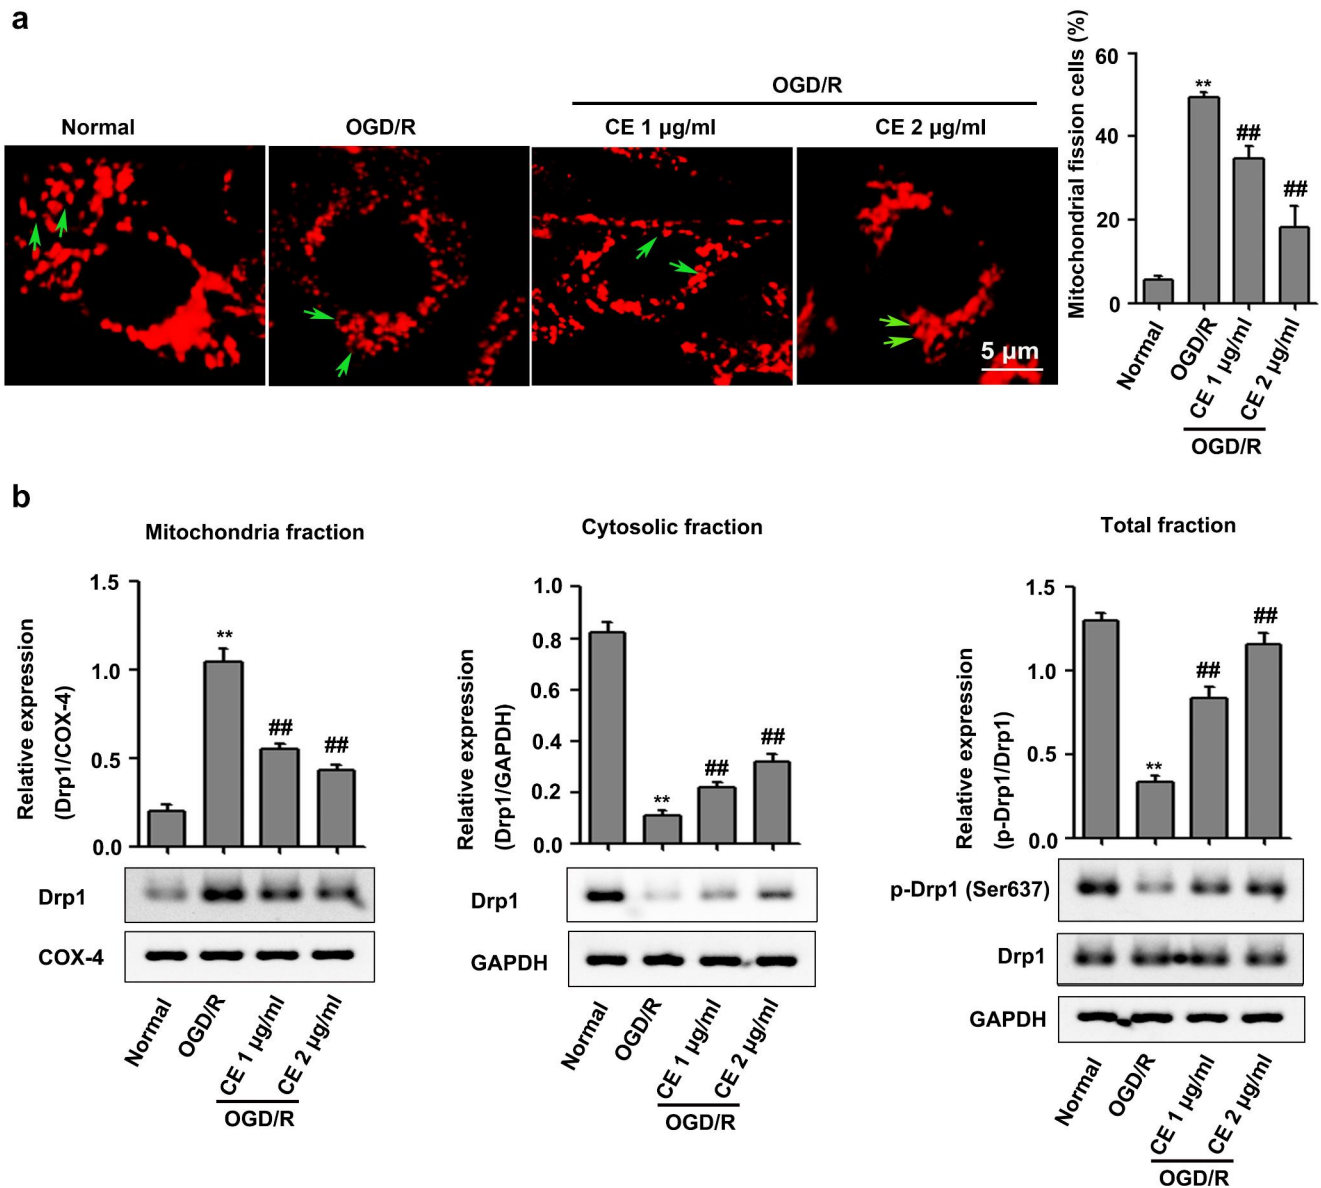 a
OGD/R
Normal
OGD/R
CE 1 µg/ml
CE 2 µg/ml
5 µm
Mitochondrial fission cells (%)
60
40
20
0
**
##
##
Normal
OGD/R
CE 1 µg/ml
CE 2 µg/ml
OGD/R
b
Mitochondria fraction
Relative expression
(Drp1/COX-4)
1.5
1.0
0.5
0.0
**
##
##
Drp1
COX-4
Normal
OGD/R
CE 1 µg/ml
CE 2 µg/ml
OGD/R
Cytosolic fraction
Relative expression
(Drp1/GAPDH)
1.0
0.8
0.6
0.4
0.2
0.0
**
##
##
Drp1
GAPDH
Normal
OGD/R
CE 1 µg/ml
CE 2 µg/ml
OGD/R
Total fraction
Relative expression
(p-Drp1/Drp1)
1.5
1.0
0.5
0.0
**
##
##
p-Drp1 (Ser637)
Drp1
GAPDH
Normal
OGD/R
CE 1 µg/ml
CE 2 µg/ml
OGD/R